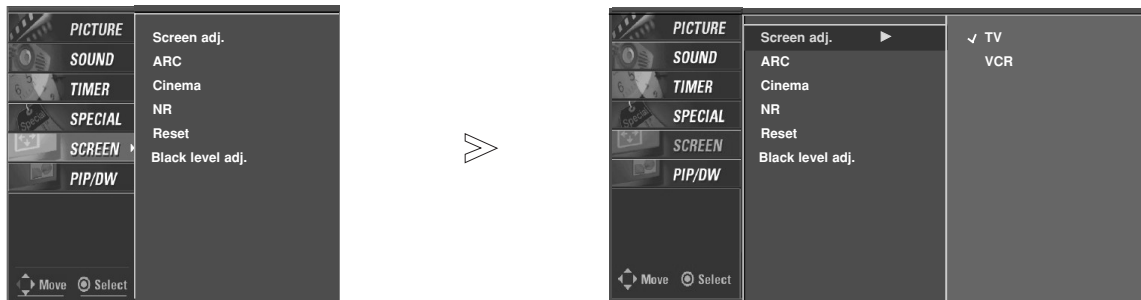 PICTURE
SOUND
TIMER
SPECIAL
SCREEN
PIP/DW
Screen adj.
ARC
Cinema
NR
Reset
Black level adj.
Move Select
PICTURE
SOUND
TIMER
SPECIAL
SCREEN
PIP/DW
Screen adj.
ARC
Cinema
NR
Reset
Black level adj.
TV
VCR
Move Select